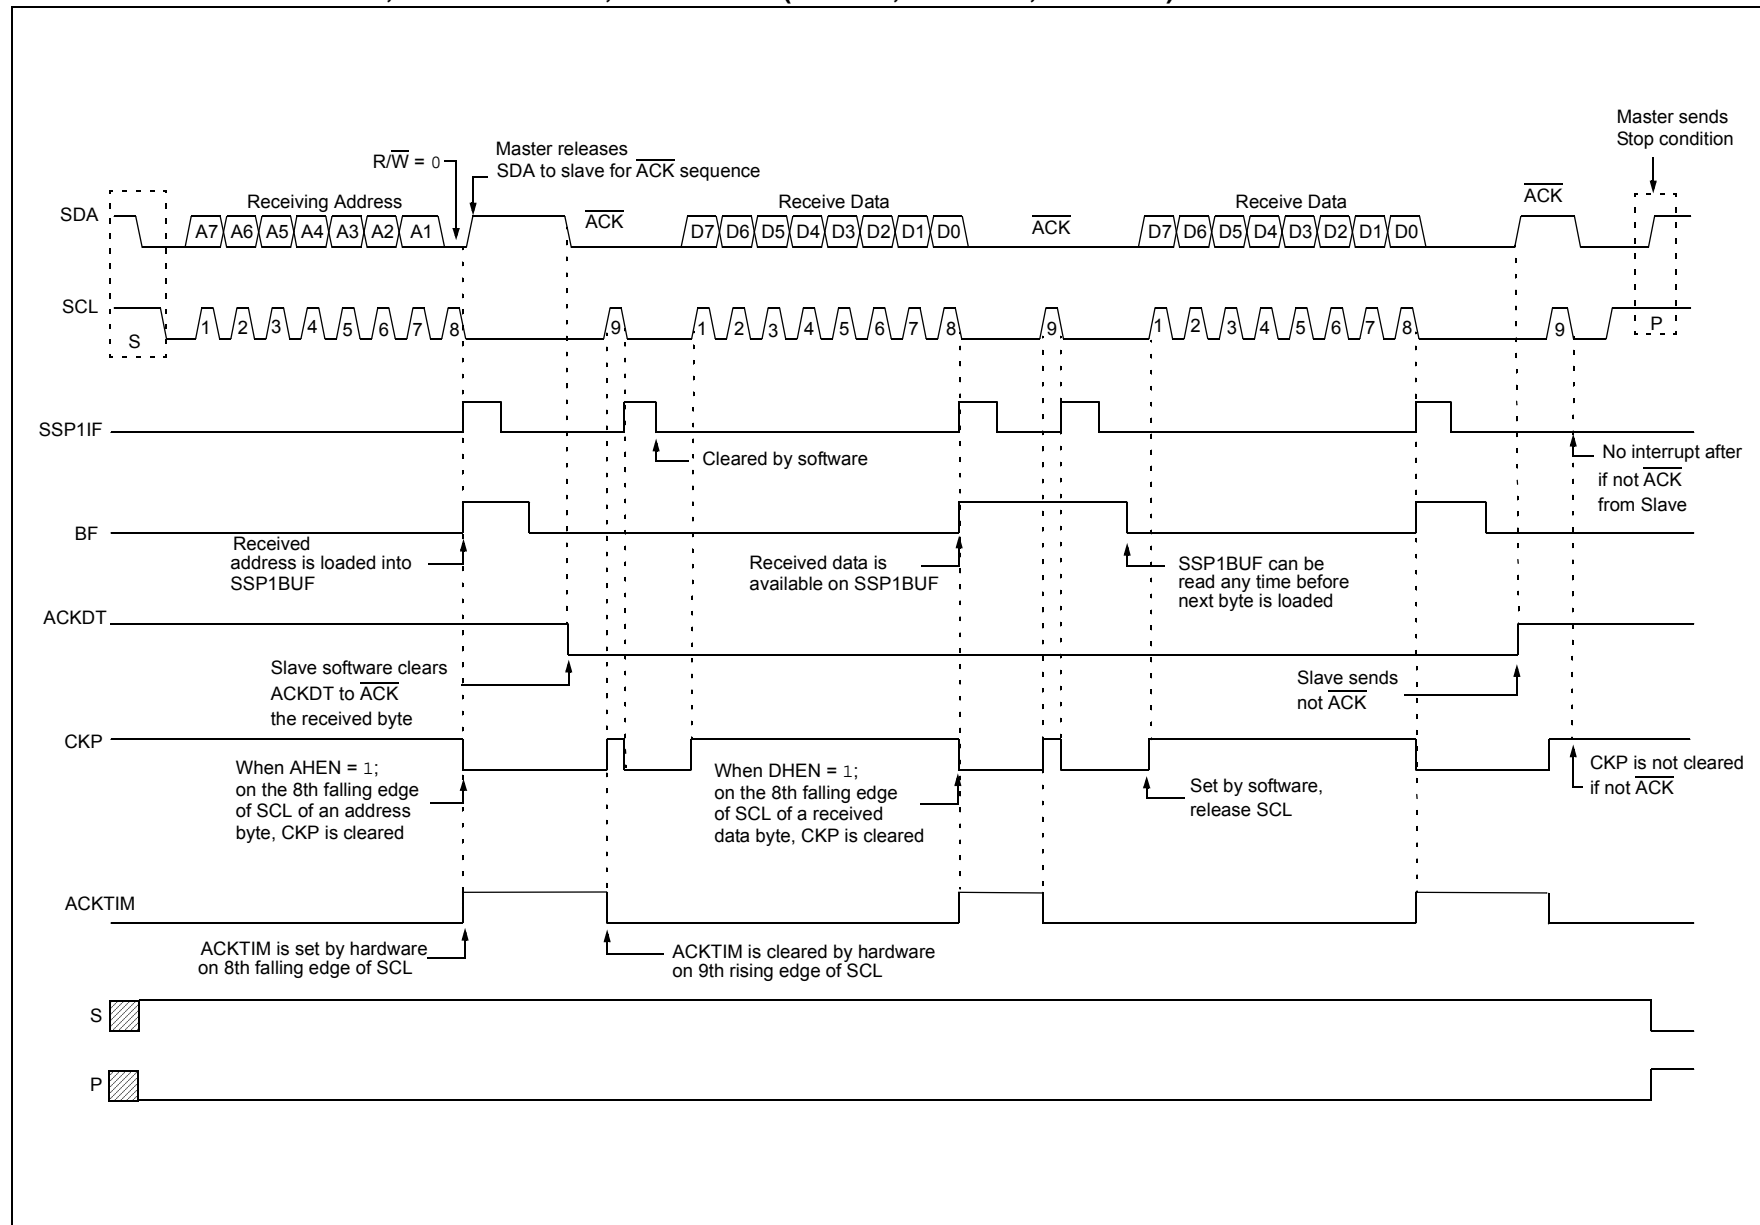 Master sends
Stop condition
Master releases
SDA to slave for ACK sequence
R/W = 0
SDA
Receiving Address
A7 A6 A5 A4 A3 A2 A1
ACK
Receive Data
D7 D6 D5 D4 D3 D2 D1 D0
ACK
Receive Data
D7 D6 D5 D4 D3 D2 D1 D0
ACK
SCL
S
1 2 3 4 5 6 7 8 9
1 2 3 4 5 6 7 8 9
1 2 3 4 5 6 7 8 9
P
SSP1IF
Cleared by software
No interrupt after
if not ACK
from Slave
BF
Received
address is loaded into
SSP1BUF
Received data is
available on SSP1BUF
SSP1BUF can be
read any time before
next byte is loaded
ACKDT
Slave software clears
ACKDT to ACK
the received byte
Slave sends
not ACK
CKP
When AHEN = 1;
on the 8th falling edge
of SCL of an address
byte, CKP is cleared
When DHEN = 1;
on the 8th falling edge
of SCL of a received
data byte, CKP is cleared
Set by software,
release SCL
CKP is not cleared
if not ACK
ACKTIM
ACKTIM is set by hardware
on 8th falling edge of SCL
ACKTIM is cleared by hardware
on 9th rising edge of SCL
S
P